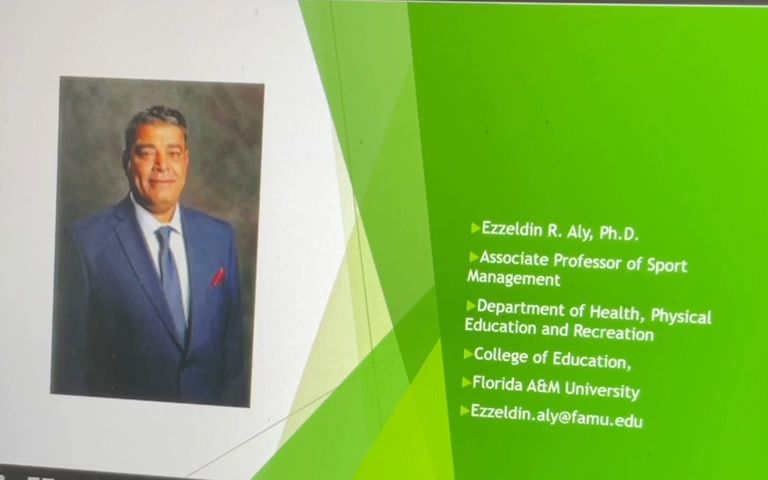 Ezzeldin R. Aly, Ph.D.
Associate Professor of Sport
Management
Department of Health, Physical
Education and Recreation
College of Education,
Florida A&M University
Ezzeldin.aly@famu.edu